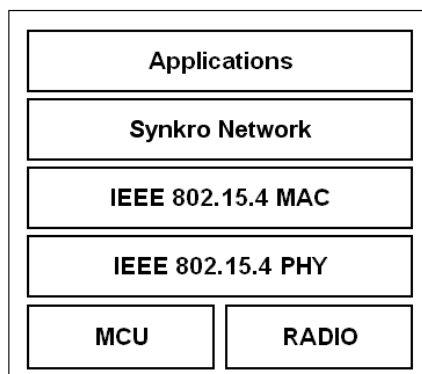 Applications
Synkro Network
IEEE 802.15.4 MAC
IEEE 802.15.4 PHY
MCU
RADIO